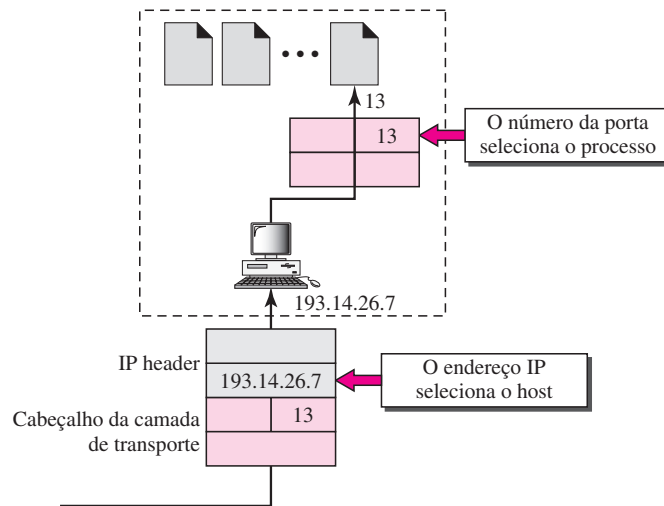 13
13
O número da porta
seleciona o processo
193.14.26.7
IP header
193.14.26.7
O endereço IP
seleciona o host
Cabeçalho da camada
de transporte
13